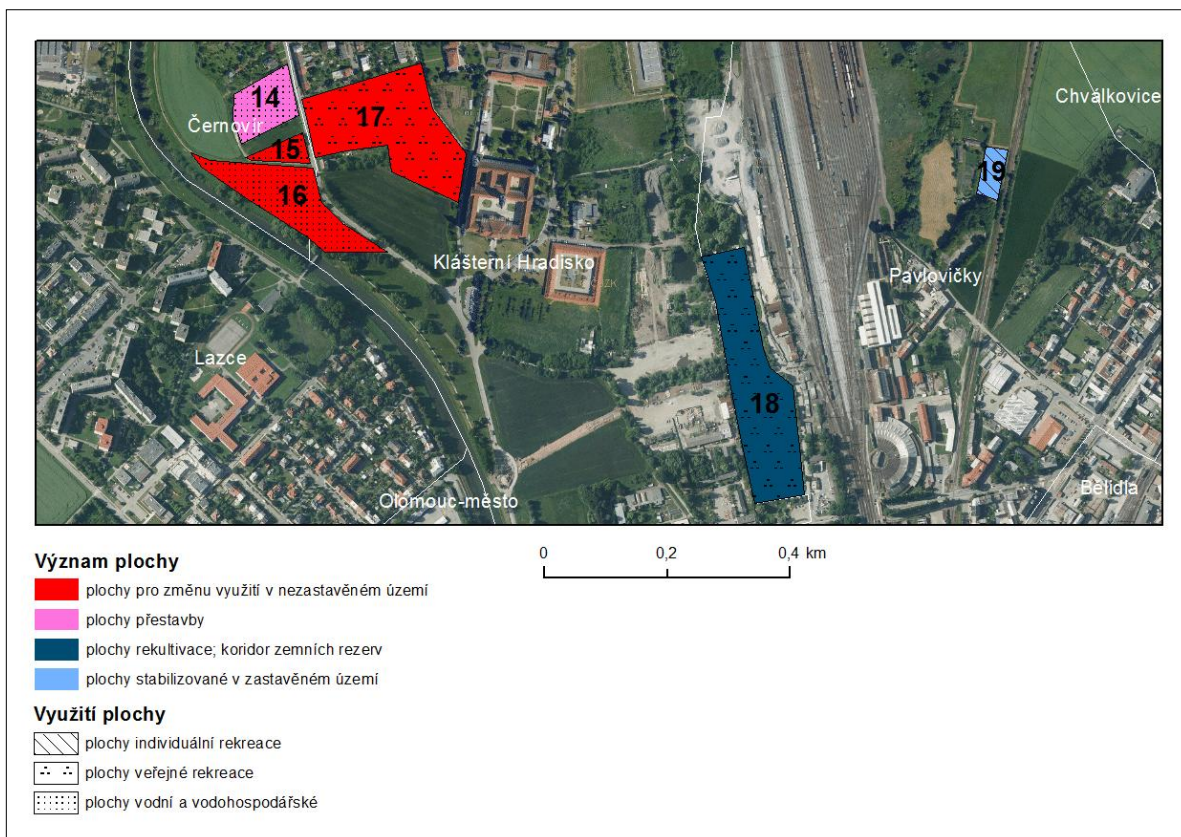 14
Černovír
15
16
17
Chválkovice
19
Klášterní Hradisko
Pavlovičky
Lazce
18
Olomouc-město
Bělidla
Význam plochy
plochy pro změnu využití v nezastavěném území
plochy přestavby
plochy rekultivace; koridor zemních rezerv
plochy stabilizované v zastavěném území
0 0,2 0,4 km
Využití plochy
plochy individuální rekreace
plochy veřejné rekreace
plochy vodní a vodohospodářské